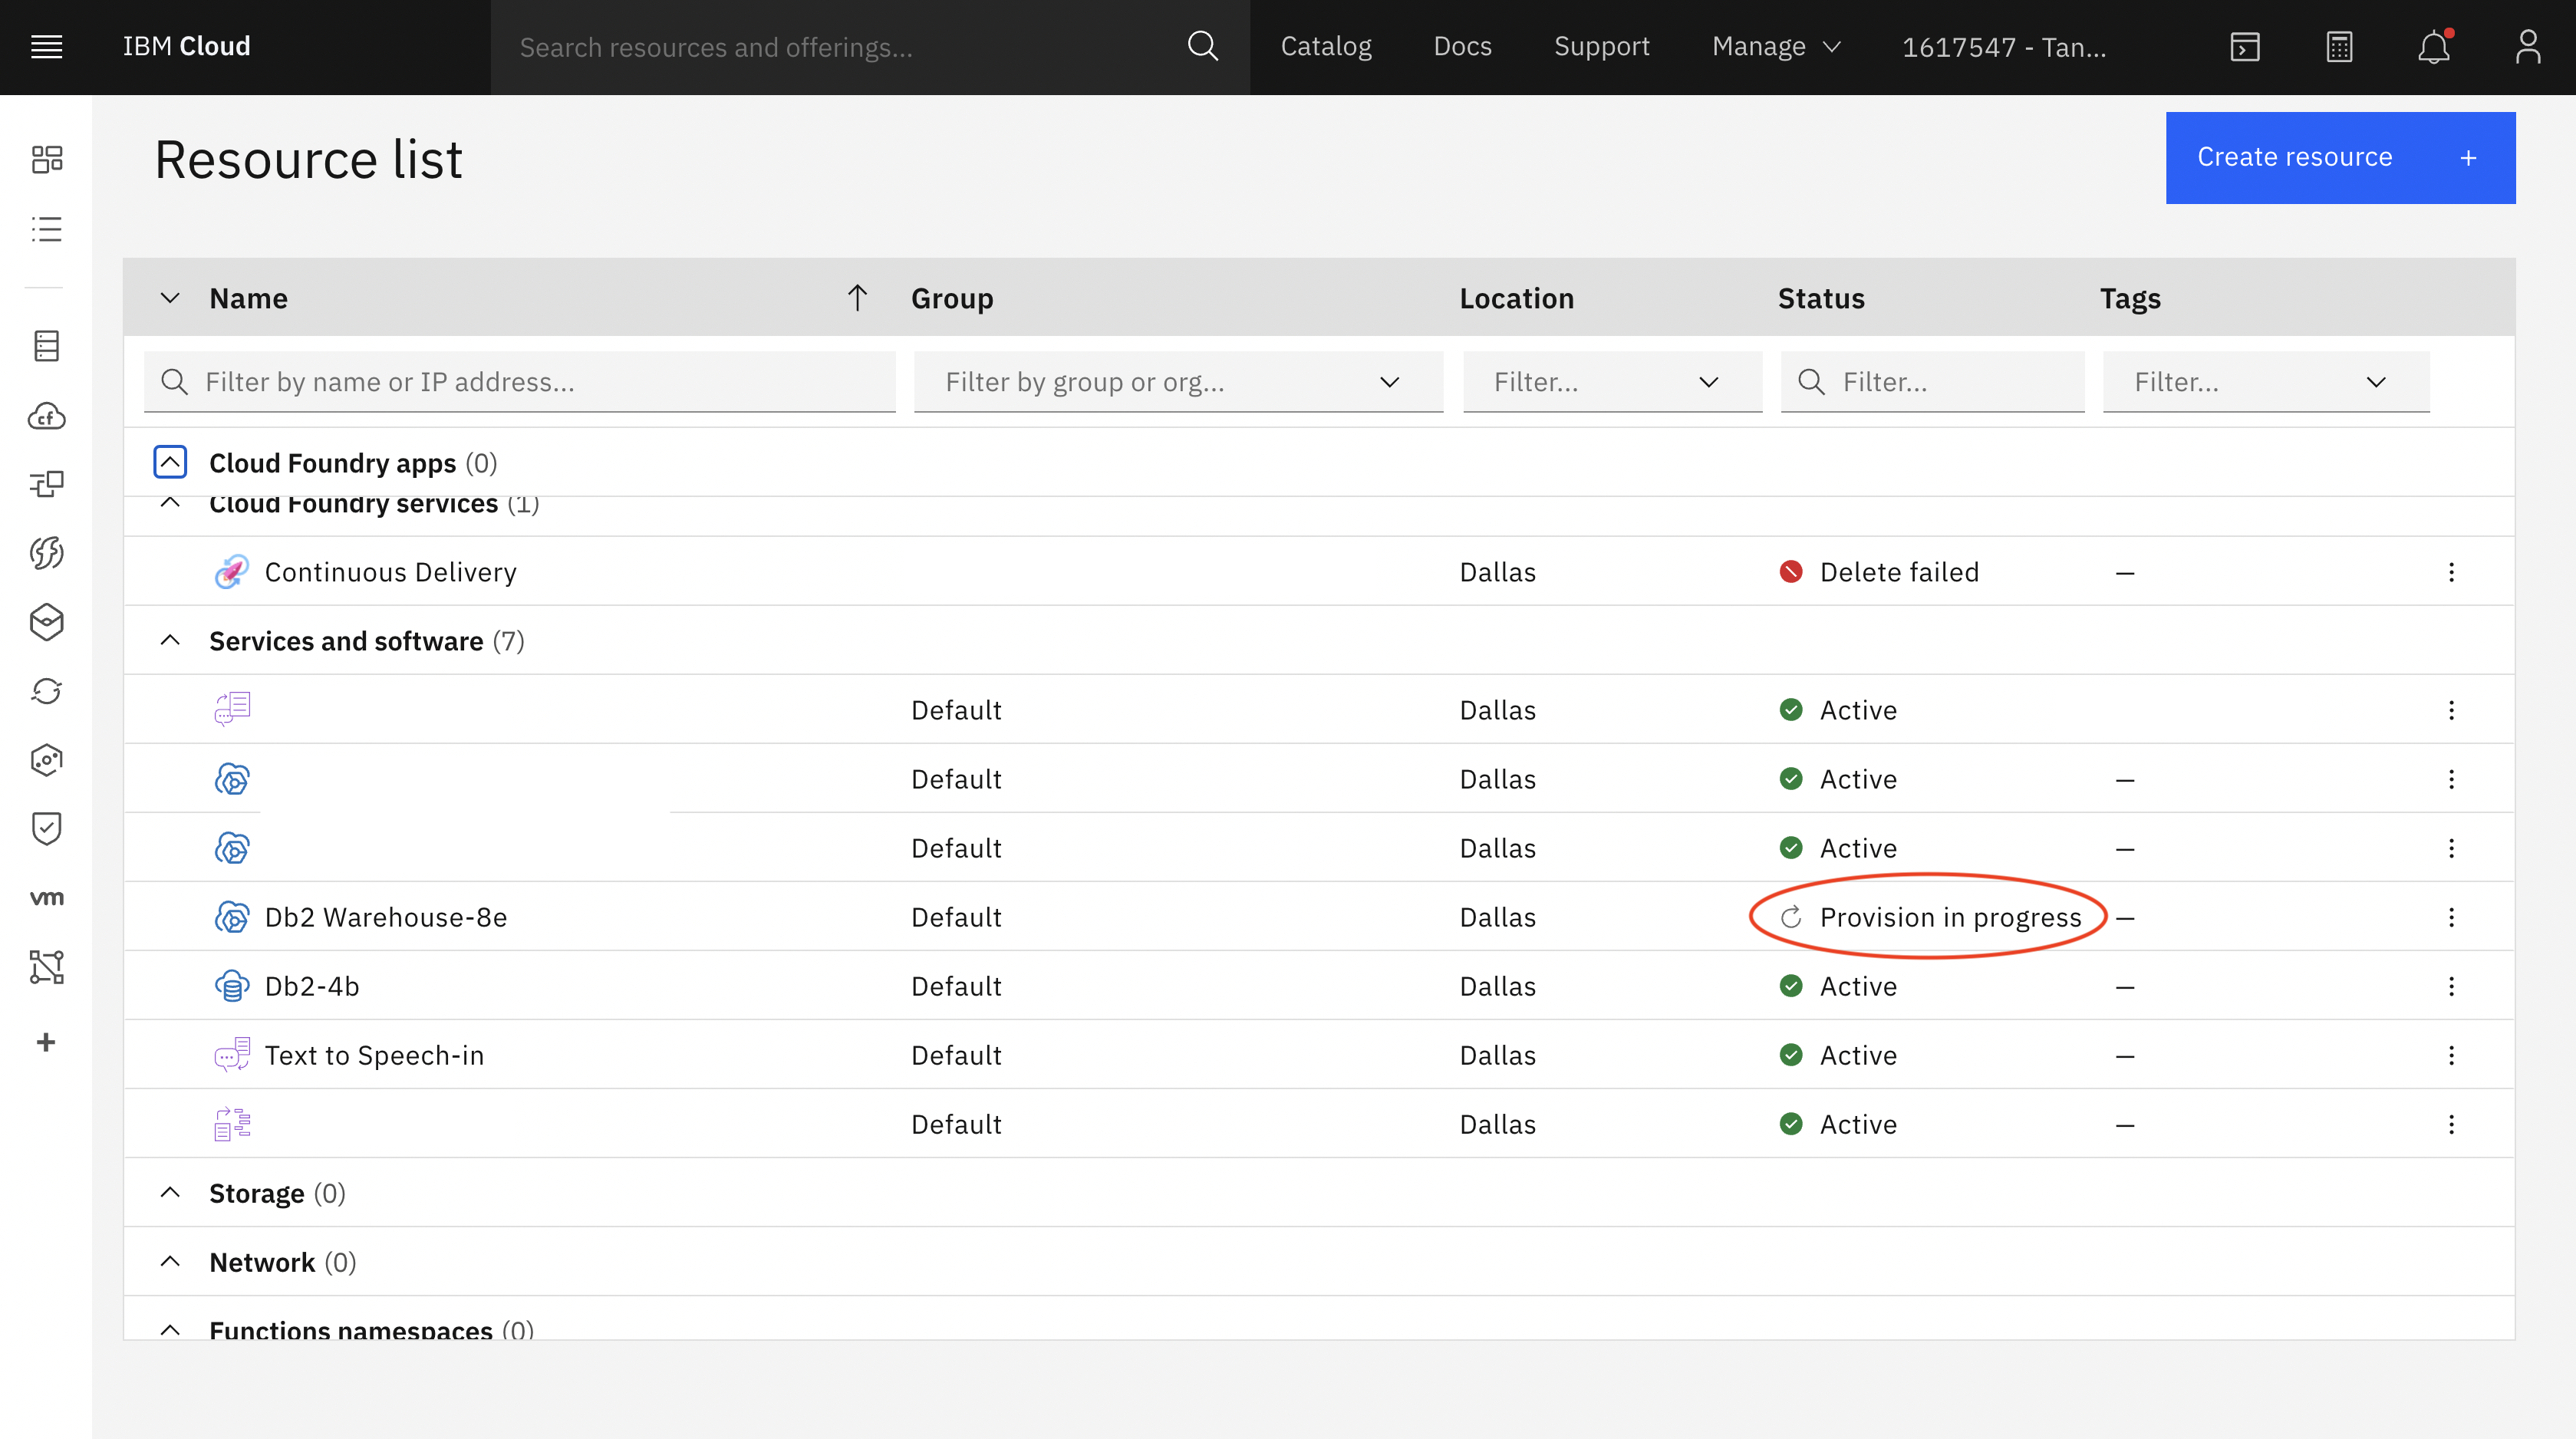 IBM Cloud Search resources and offerings... Catalog Docs Support Manage 1617547 - Tan...
Resource list
Create resource +
Name Group Location Status Tags
Filter by name or IP address... Filter by group or org... Filter... Filter... Filter...
Cloud Foundry apps (0)
Cloud Foundry services (1)
Continuous Delivery Dallas Delete failed —
Services and software (7)
Default Dallas Active
Default Dallas Active —
Default Dallas Active —
Db2 Warehouse-8e Default Dallas Provision in progress —
Db2-4b Default Dallas Active —
Text to Speech-in Default Dallas Active —
Default Dallas Active —
Storage (0)
Network (0)
Functions namespaces (0)
cf
vm